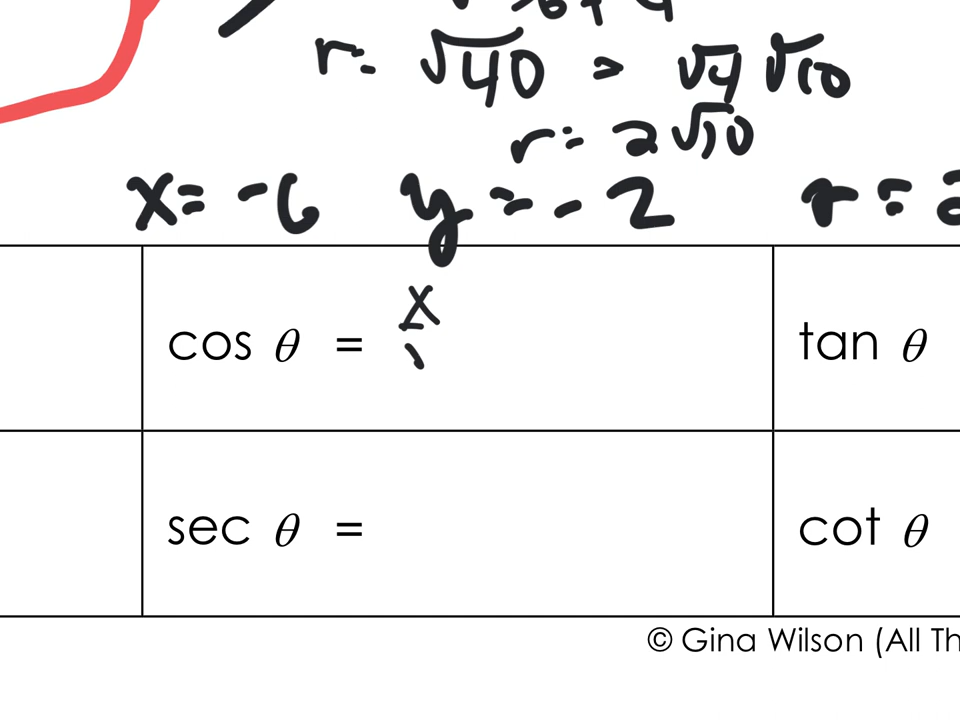 r= √40 = √4 √10
r= 2√10
x= -6 y = -2 r = 2
x
cos θ = tan θ
sec θ = cot θ
© Gina Wilson (All Th